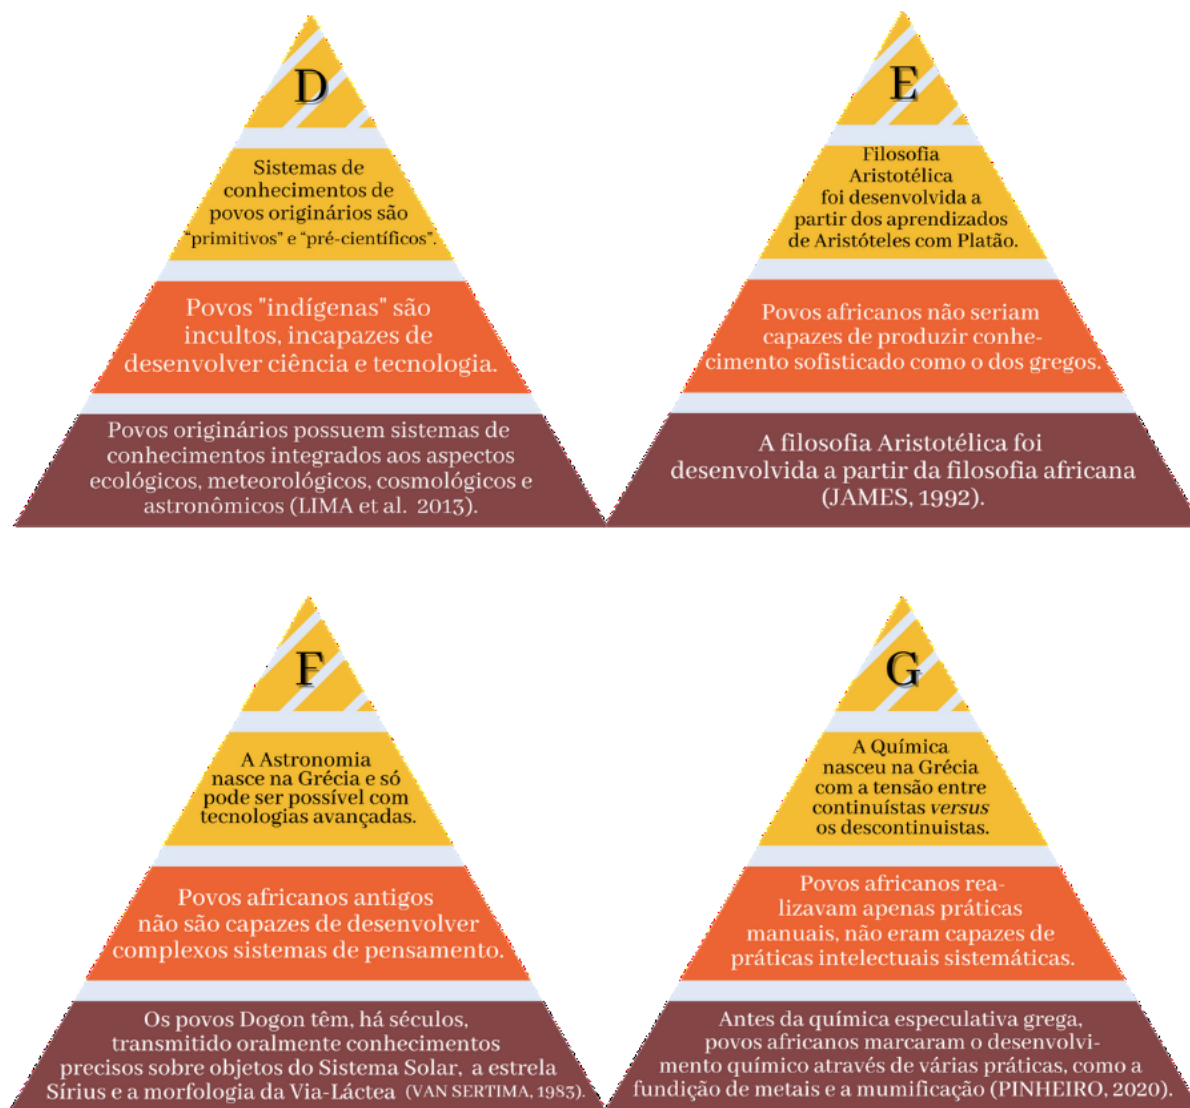 D
Sistemas de
conhecimentos de
povos originários são
"primitivos" e "pré-científicos".
Povos "indígenas" são
incultos, incapazes de
desenvolver ciência e tecnologia.
Povos originários possuem sistemas de
conhecimentos integrados aos aspectos
ecológicos, meteorológicos, cosmológicos e
astronômicos (LIMA et al. 2013).
E
Filosofia
Aristotélica
foi desenvolvida a
partir dos aprendizados
de Aristóteles com Platão.
Povos africanos não seriam
capazes de produzir conhe-
cimento sofisticado como o dos gregos.
A filosofia Aristotélica foi
desenvolvida a partir da filosofia africana
(JAMES, 1992).
F
A Astronomia
nasce na Grécia e só
pode ser possível com
tecnologias avançadas.
Povos africanos antigos
não são capazes de desenvolver
complexos sistemas de pensamento.
Os povos Dogon têm, há séculos,
transmitido oralmente conhecimentos
precisos sobre objetos do Sistema Solar, a estrela
Sírius e a morfologia da Via-Láctea (VAN SERTIMA, 1983).
G
A Química
nasceu na Grécia
com a tensão entre
continuístas versus
os descontinuistas.
Povos africanos rea-
lizavam apenas práticas
manuais, não eram capazes de
práticas intelectuais sistemáticas.
Antes da química especulativa grega,
povos africanos marcaram o desenvolvi-
mento químico através de várias práticas, como a
fundição de metais e a mumificação (PINHEIRO, 2020).